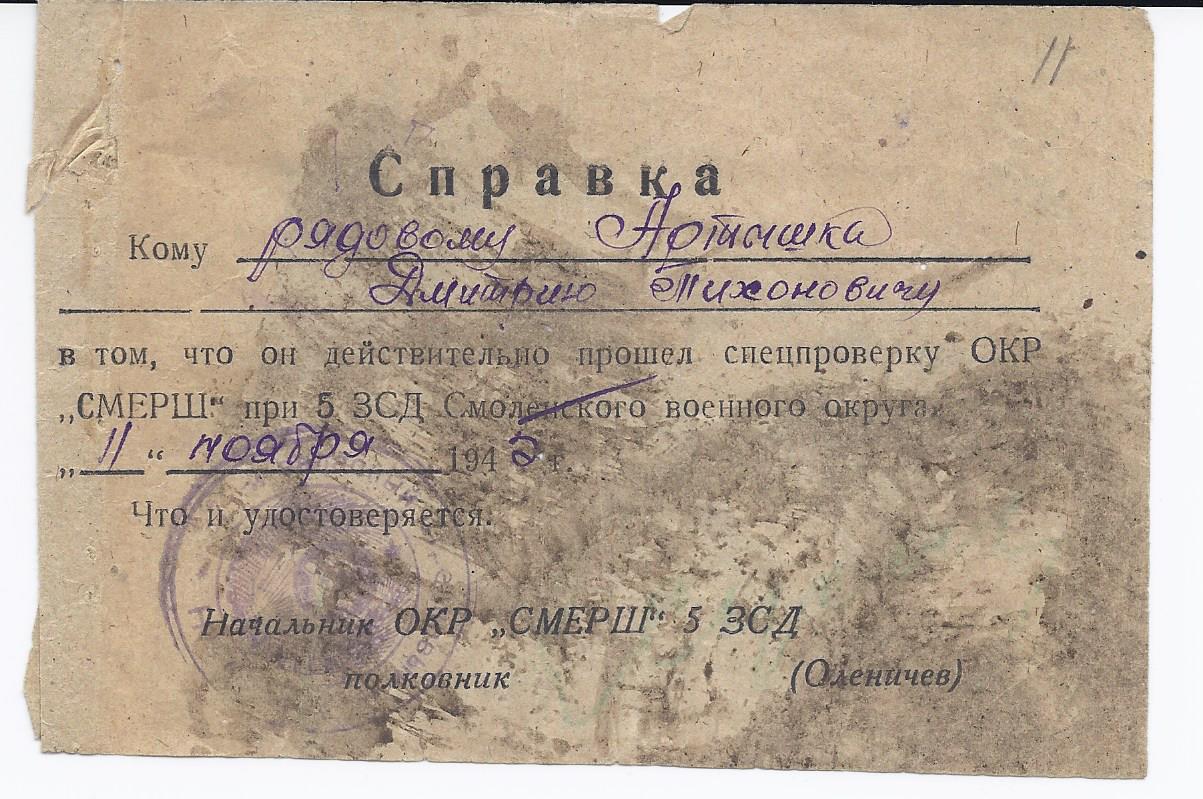 11
Справка
Кому рядовому Артышка
Дмитрию Тихоновичу
в том, что он действительно прошел спецпроверку ОКР
„СМЕРШ“ при 5 ЗСД Смоленского военного округа.
„11“ ноября 1945 г.
Что и удостоверяется.
Начальник ОКР „СМЕРШ“ 5 ЗСД
полковник (Оленичев)